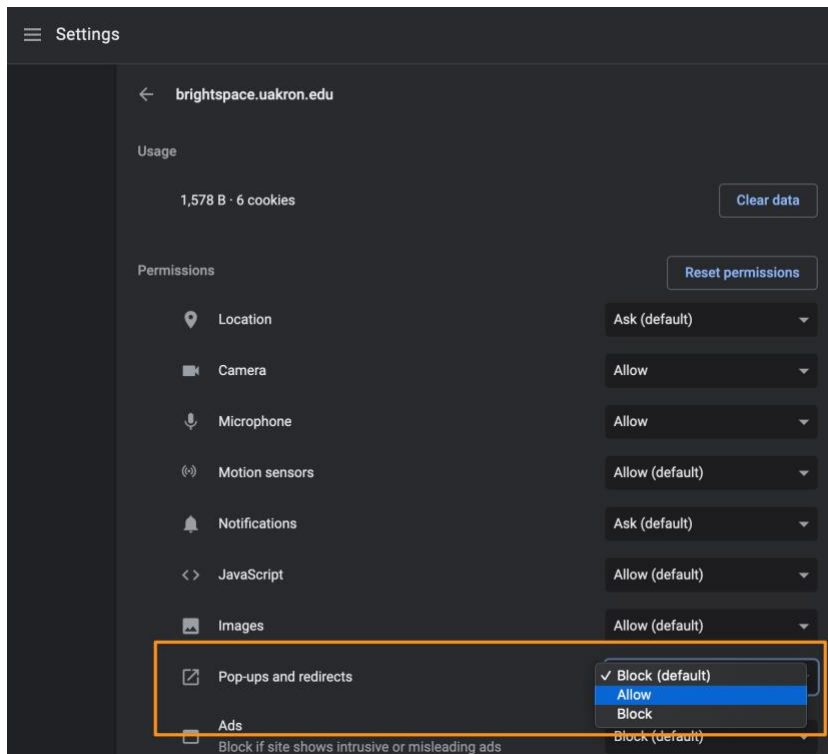 Settings
brightspace.uakron.edu
Usage
1,578 B · 6 cookies
Clear data
Permissions
Reset permissions
Location
Ask (default)
Camera
Allow
Microphone
Allow
Motion sensors
Allow (default)
Notifications
Ask (default)
JavaScript
Allow (default)
Images
Allow (default)
Pop-ups and redirects
✓ Block (default)
Allow
Block
Ads
Block if site shows intrusive or misleading ads
Block (default)